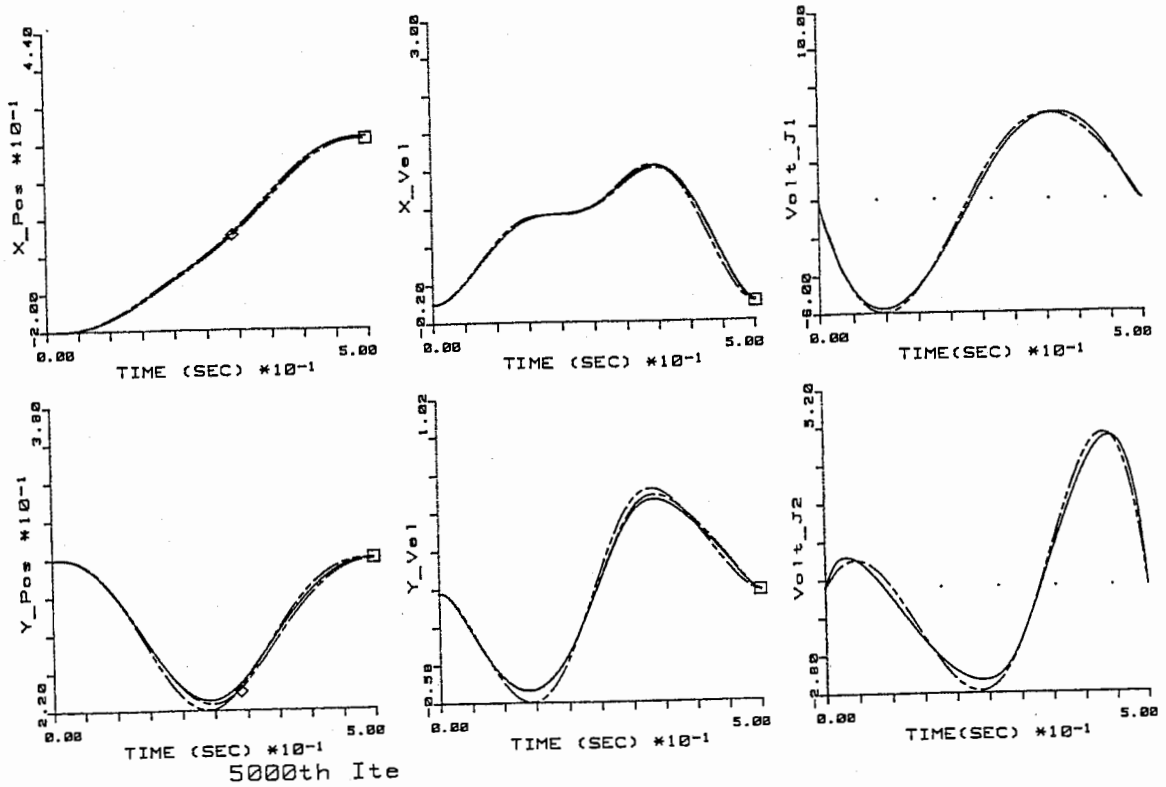 4.40
X_Pos *10⁻¹
-2.00
0.00
5.00
TIME (SEC) *10⁻¹
3.00
X_Vel
-0.20
0.00
5.00
TIME (SEC) *10⁻¹
10.00
Volt_J1
-6.00
0.00
5.00
TIME(SEC) *10⁻¹
3.80
Y_Pos *10⁻¹
2.20
0.00
5.00
TIME (SEC) *10⁻¹
1.02
Y_Vel
0.00
5.00
TIME (SEC) *10⁻¹
5.20
Volt_J2
-2.80
0.00
5.00
TIME(SEC) *10⁻¹
5000th Ite